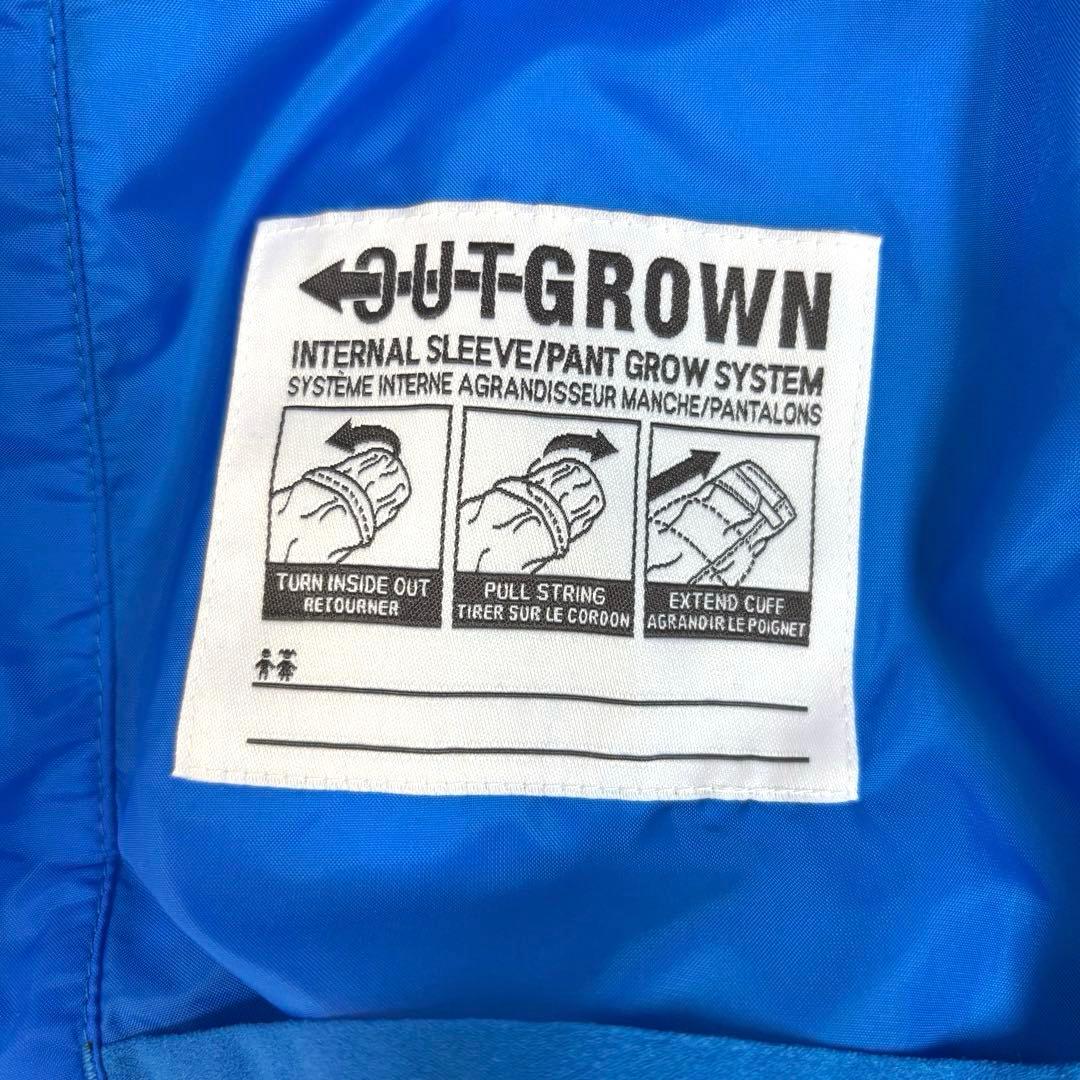 OUTGROWN
INTERNAL SLEEVE/PANT GROW SYSTEM
SYSTÈME INTERNE AGRANDISSEUR MANCHE/PANTALONS
TURN INSIDE OUT
RETOURNER
PULL STRING
TIRER SUR LE CORDON
EXTEND CUFF
AGRANDIR LE POIGNET